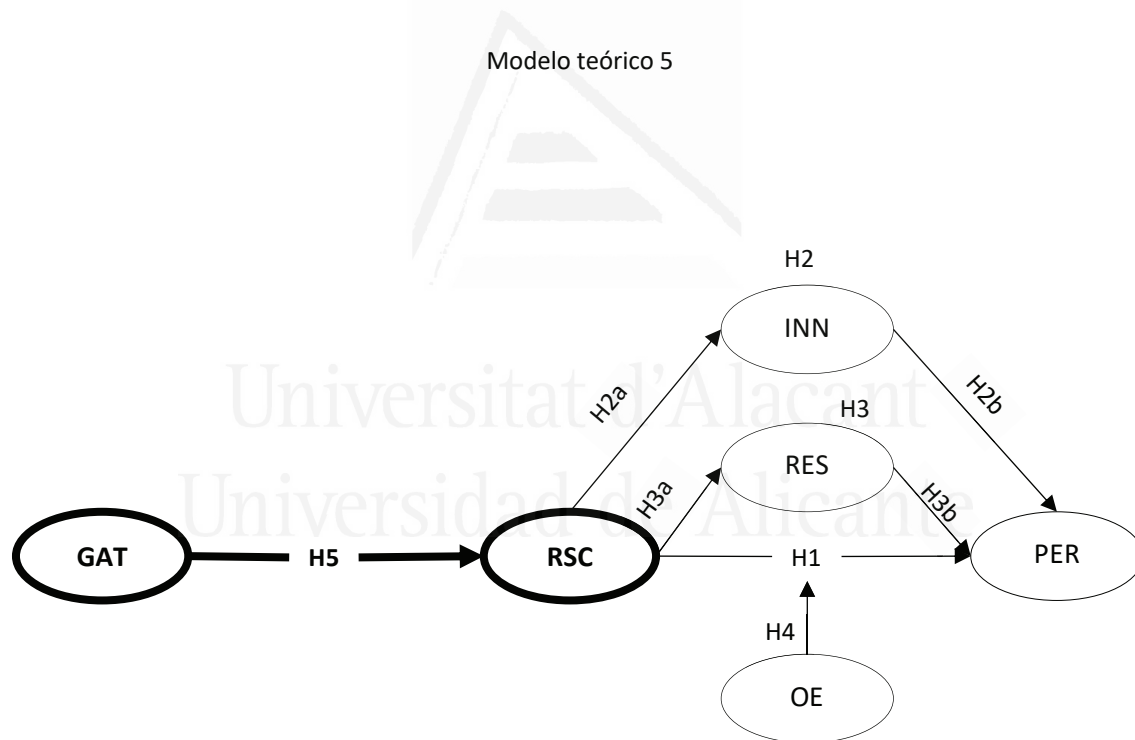 Modelo teórico 5
H2
INN
H2a
H2b
Universitat d'Alacant
H3
RES
H3a
H3b
Universidad de Alicante
GAT
H5
RSC
H1
PER
H4
OE